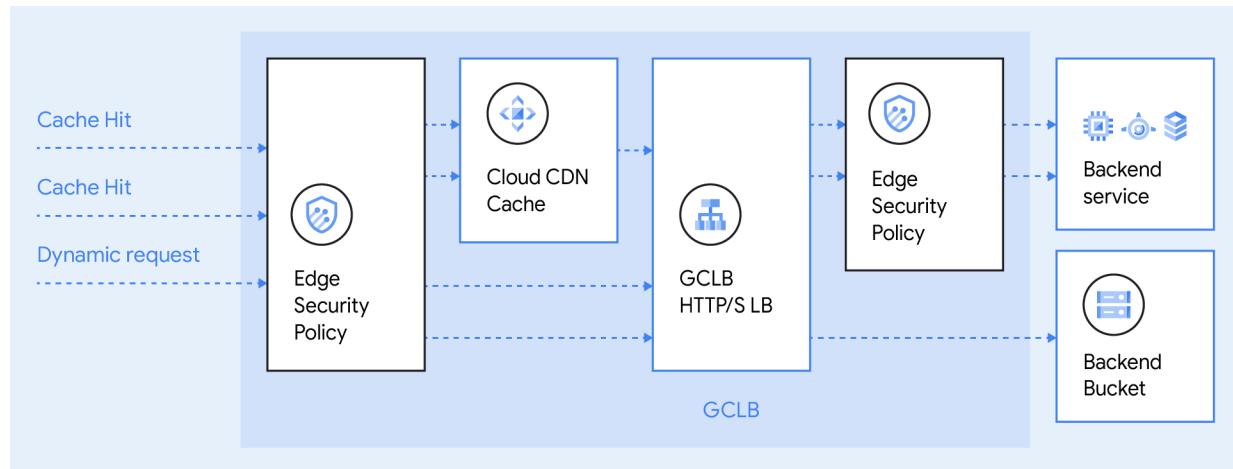 Cache Hit
Cache Hit
Dynamic request
Edge
Security
Policy
Cloud CDN
Cache
GCLB
HTTP/S LB
Edge
Security
Policy
Backend
service
Backend
Bucket
GCLB